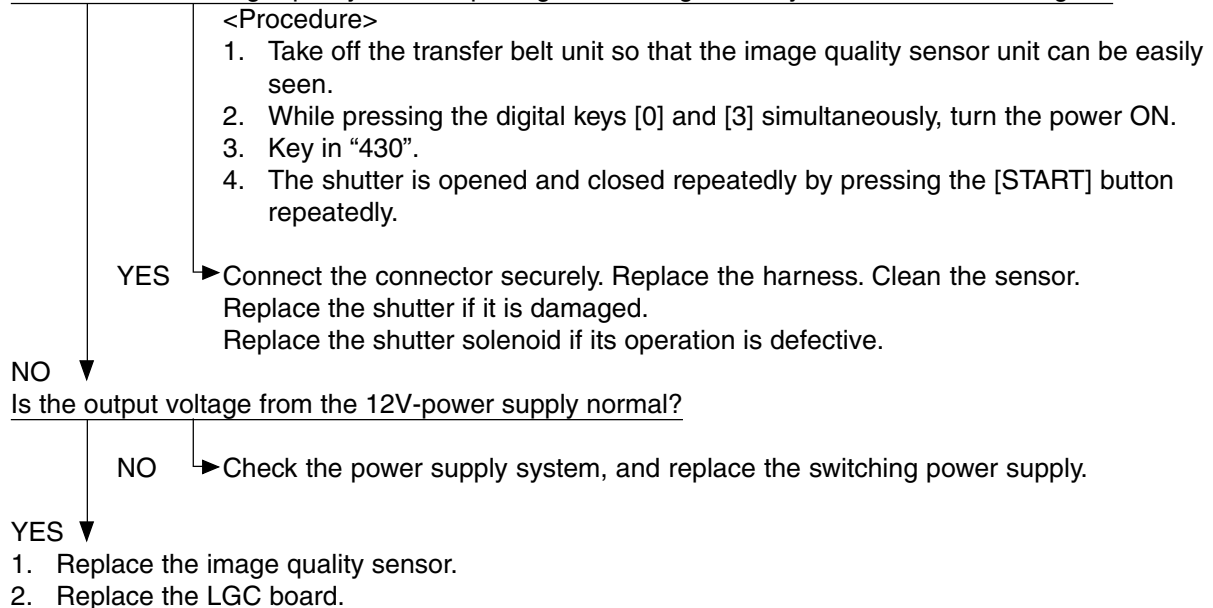 <Procedure>
1. Take off the transfer belt unit so that the image quality sensor unit can be easily
seen.
2. While pressing the digital keys [0] and [3] simultaneously, turn the power ON.
3. Key in “430”.
4. The shutter is opened and closed repeatedly by pressing the [START] button
repeatedly.
YES Connect the connector securely. Replace the harness. Clean the sensor.
Replace the shutter if it is damaged.
Replace the shutter solenoid if its operation is defective.
NO
Is the output voltage from the 12V-power supply normal?
NO Check the power supply system, and replace the switching power supply.
YES
1. Replace the image quality sensor.
2. Replace the LGC board.